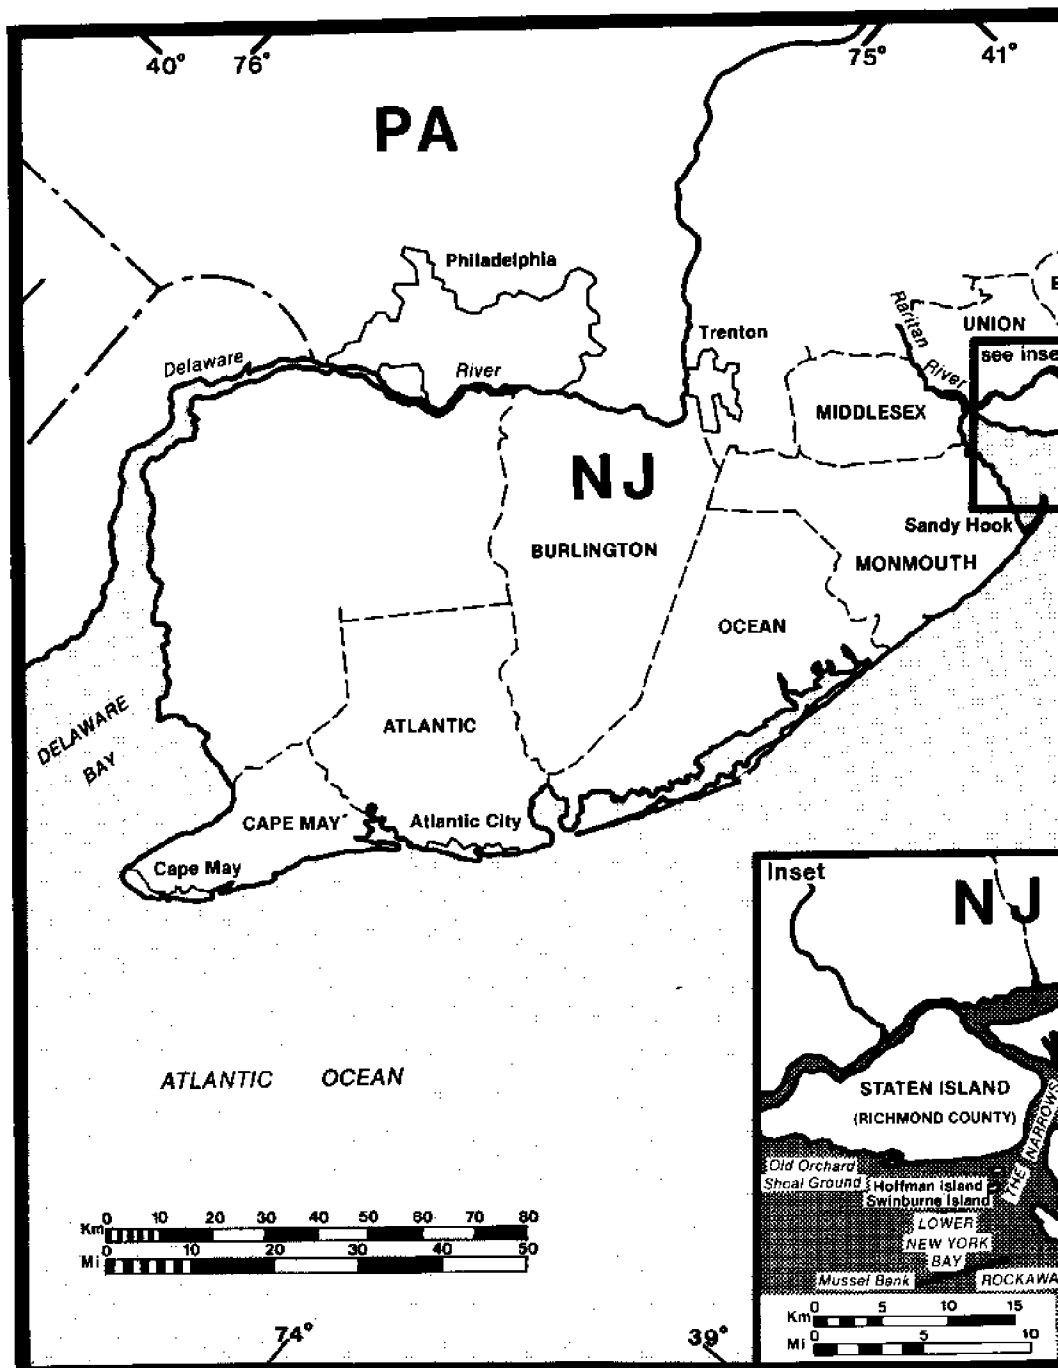 40° 76° 75° 41°
PA
Philadelphia
Delaware River
Trenton
Raritan River
UNION
E
see inse
MIDDLESEX
NJ
Sandy Hook
BURLINGTON
MONMOUTH
OCEAN
DELAWARE
BAY
ATLANTIC
CAPE MAY
Atlantic City
Cape May
ATLANTIC OCEAN
Km 0 10 20 30 40 50 60 70 80
Mi 0 10 20 30 40 50
74° 39°
Inset
NJ
STATEN ISLAND
(RICHMOND COUNTY)
THE NARROWS
Old Orchard
Shoal Ground
Hoffman Island
Swinburne Island
LOWER
NEW YORK
BAY
Mussel Bank
ROCKAWA
Km 0 5 10 15
Mi 0 5 10